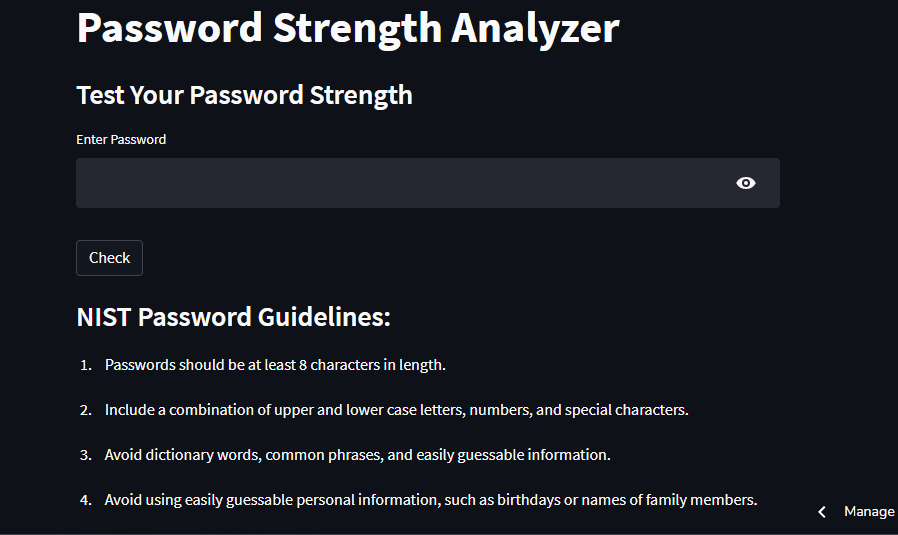 Password Strength Analyzer
Test Your Password Strength
Enter Password
Check
NIST Password Guidelines:
1. Passwords should be at least 8 characters in length.
2. Include a combination of upper and lower case letters, numbers, and special characters.
3. Avoid dictionary words, common phrases, and easily guessable information.
4. Avoid using easily guessable personal information, such as birthdays or names of family members.
Manage